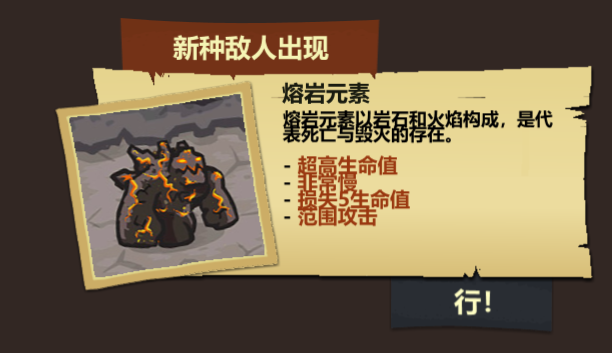 新种敌人出现
熔岩元素
熔岩元素以岩石和火焰构成，是代
表死亡与毁灭的存在。
- 超高生命值
- 非常慢
- 损失5生命值
- 范围攻击
行！